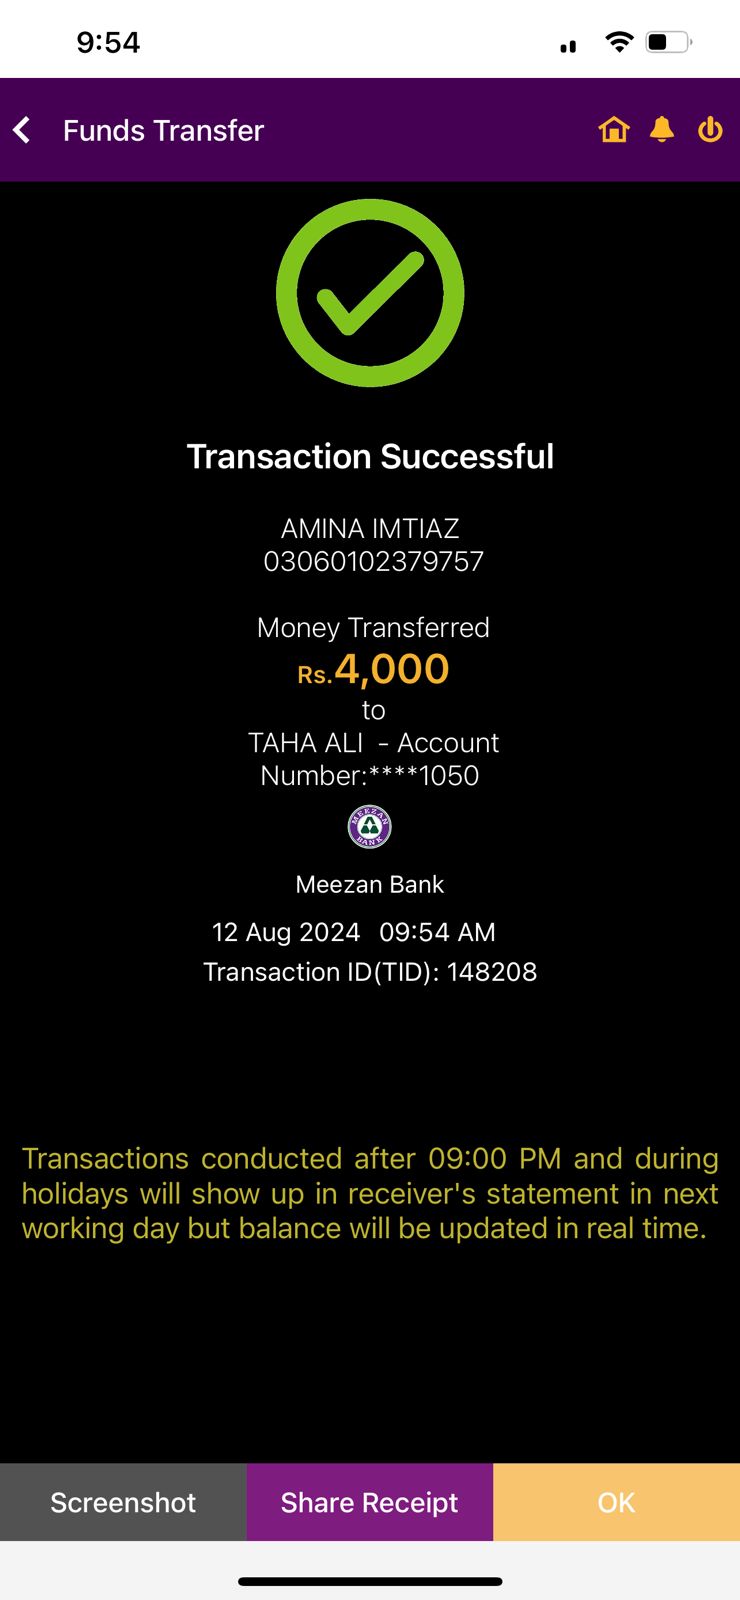 9:54
Funds Transfer
Transaction Successful
AMINA IMTIAZ
03060102379757
Money Transferred
Rs.4,000
to
TAHA ALI - Account
Number:****1050
MEEZAN
BANK
Meezan Bank
12 Aug 2024 09:54 AM
Transaction ID(TID): 148208
Transactions conducted after 09:00 PM and during
holidays will show up in receiver's statement in next
working day but balance will be updated in real time.
Screenshot
Share Receipt
OK